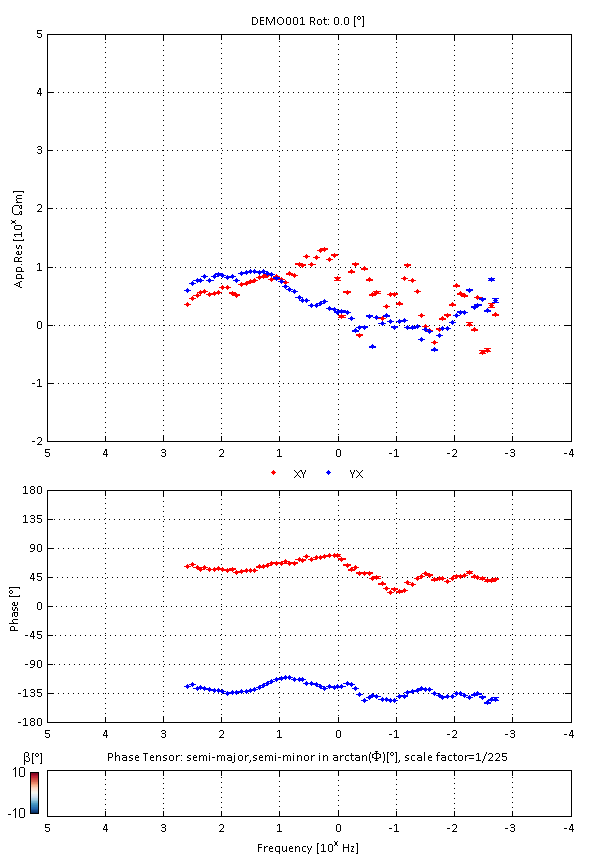 DEMO001 Rot: 0.0 [°]
App.Res [10^x Ωm]
5
4
3
2
1
0
-1
-2
5 4 3 2 1 0 -1 -2 -3 -4
XY YX
Phase [°]
180
135
90
45
0
-45
-90
-135
-180
5 4 3 2 1 0 -1 -2 -3 -4
β[°] Phase Tensor: semi-major,semi-minor in arctan(Φ)[°], scale factor=1/225
10
-10
5 4 3 2 1 0 -1 -2 -3 -4
Frequency [10^x Hz]